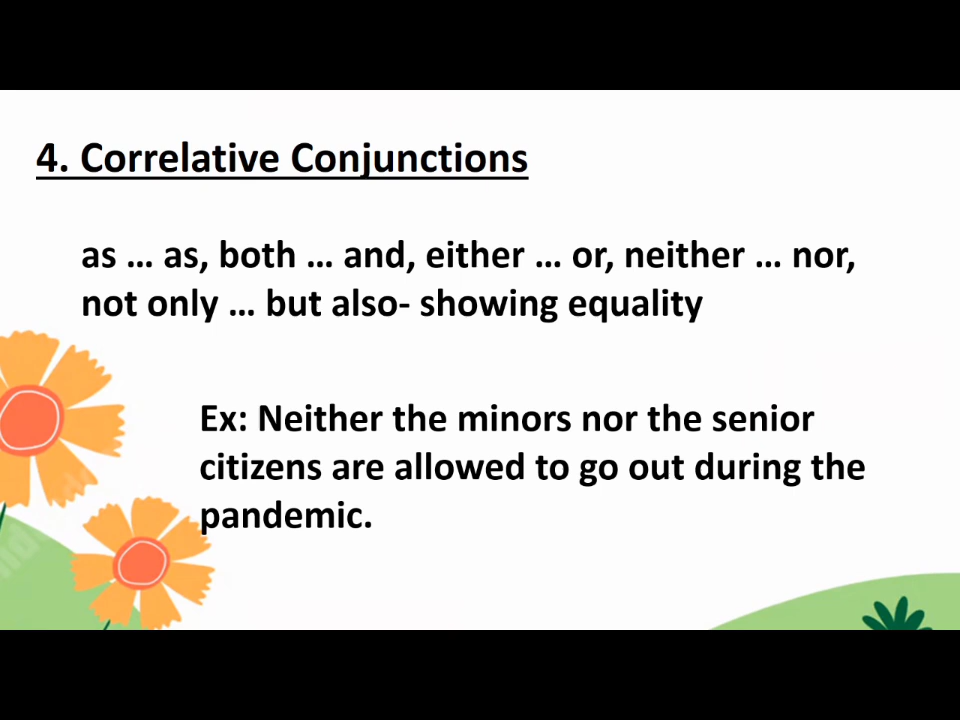 4. Correlative Conjunctions
as … as, both … and, either … or, neither … nor,
not only … but also- showing equality
Ex: Neither the minors nor the senior
citizens are allowed to go out during the
pandemic.